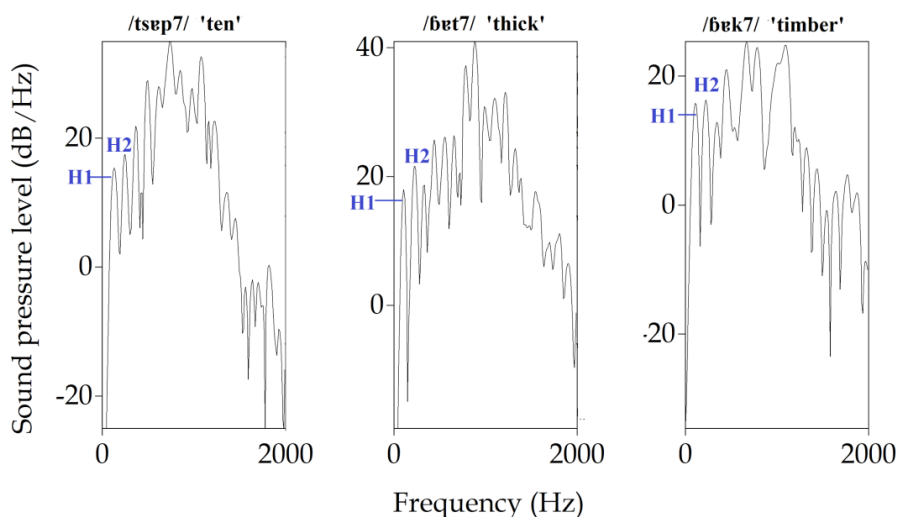 /tsɐp7/ 'ten'
/ɓɐt7/ 'thick'
/ɓɐk7/ 'timber'
Sound pressure level (dB/Hz)
20
0
-20
H1
H2
0
2000
40
20
0
H1
H2
0
2000
20
0
-20
H1
H2
0
2000
Frequency (Hz)